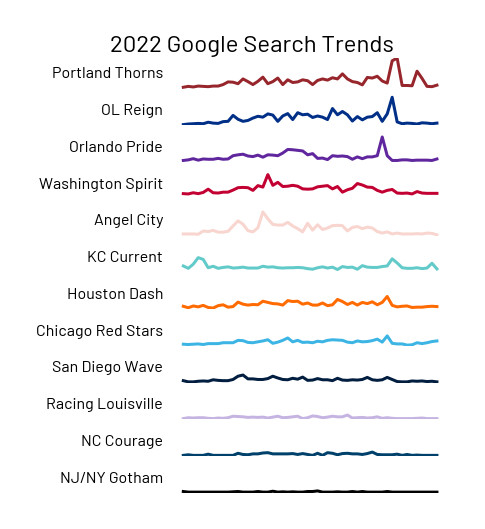 2022 Google Search Trends
Portland Thorns
OL Reign
Orlando Pride
Washington Spirit
Angel City
KC Current
Houston Dash
Chicago Red Stars
San Diego Wave
Racing Louisville
NC Courage
NJ/NY Gotham